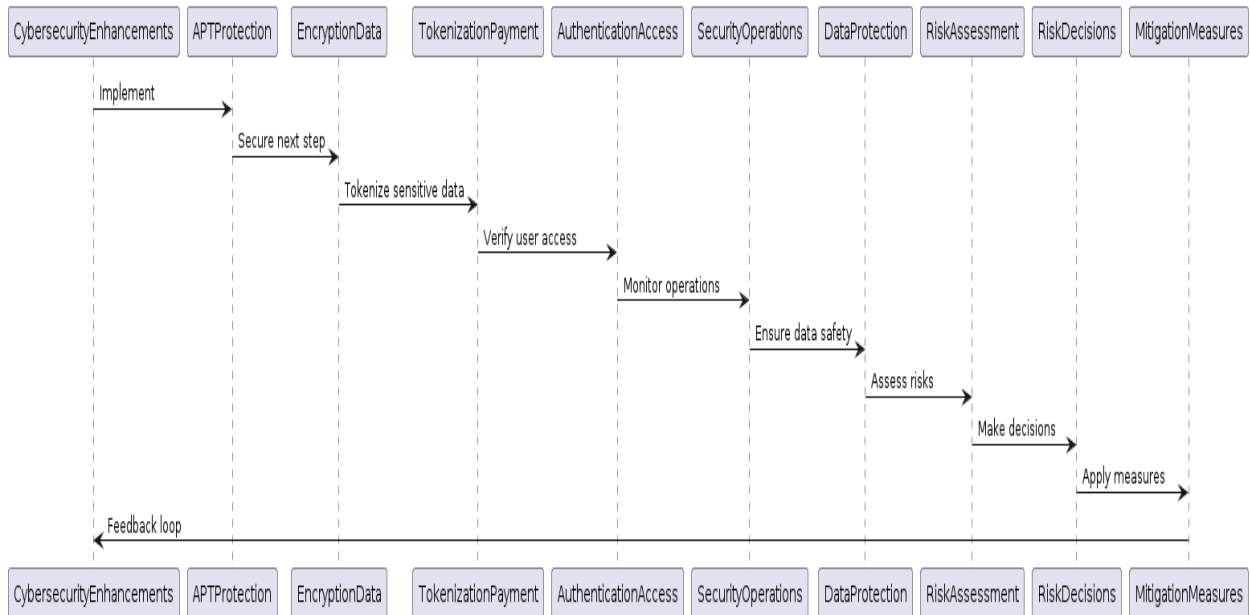 CybersecurityEnhancements APTProtection EncryptionData TokenizationPayment AuthenticationAccess SecurityOperations DataProtection RiskAssessment RiskDecisions MitigationMeasures
Implement
Secure next step
Tokenize sensitive data
Verify user access
Monitor operations
Ensure data safety
Assess risks
Make decisions
Apply measures
Feedback loop
CybersecurityEnhancements APTProtection EncryptionData TokenizationPayment AuthenticationAccess SecurityOperations DataProtection RiskAssessment RiskDecisions MitigationMeasures